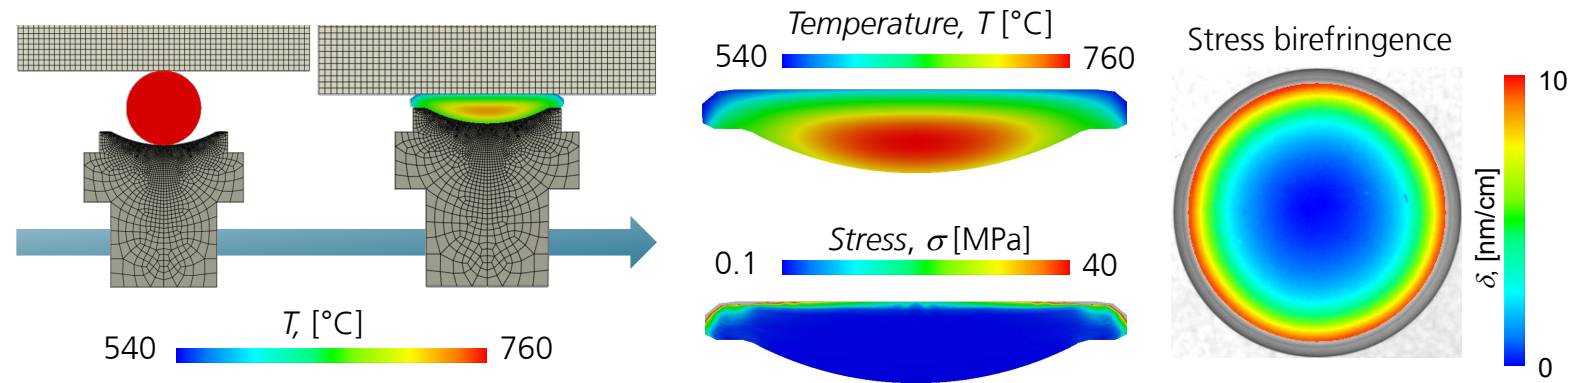 T, [°C]
540
760
Temperature, T [°C]
540
760
Stress, σ [MPa]
0.1
40
Stress birefringence
10
δ, [nm/cm]
0